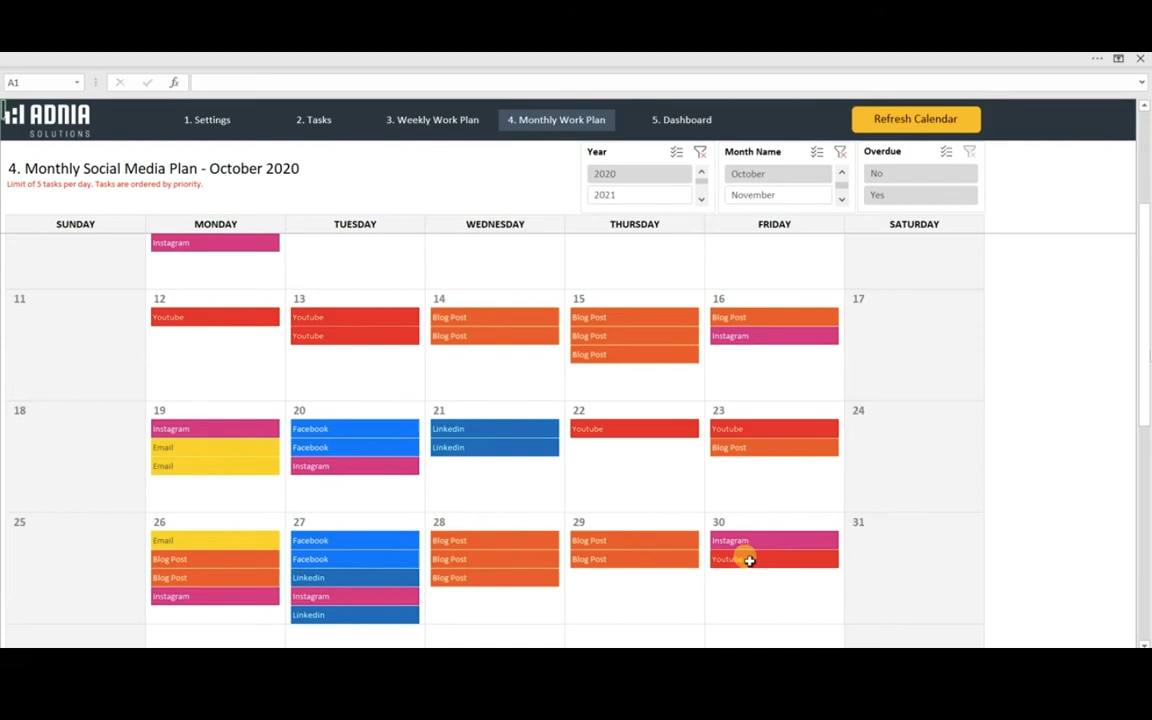 A1
fx
ADNIA
SOLUTIONS
1. Settings
2. Tasks
3. Weekly Work Plan
4. Monthly Work Plan
5. Dashboard
Refresh Calendar
4. Monthly Social Media Plan - October 2020
Limit of 5 tasks per day. Tasks are ordered by priority.
Year
2020
2021
Month Name
October
November
Overdue
No
Yes
SUNDAY MONDAY TUESDAY WEDNESDAY THURSDAY FRIDAY SATURDAY
Instagram
11 12 13 14 15 16 17
Youtube Youtube Blog Post Blog Post Blog Post
Youtube Blog Post Blog Post Instagram
Blog Post
18 19 20 21 22 23 24
Instagram Facebook Linkedin Youtube Youtube
Email Facebook Linkedin Blog Post
Email Instagram
25 26 27 28 29 30 31
Email Facebook Blog Post Blog Post Instagram
Blog Post Facebook Blog Post Blog Post Youtube
Blog Post Linkedin Blog Post
Instagram Instagram
Linkedin